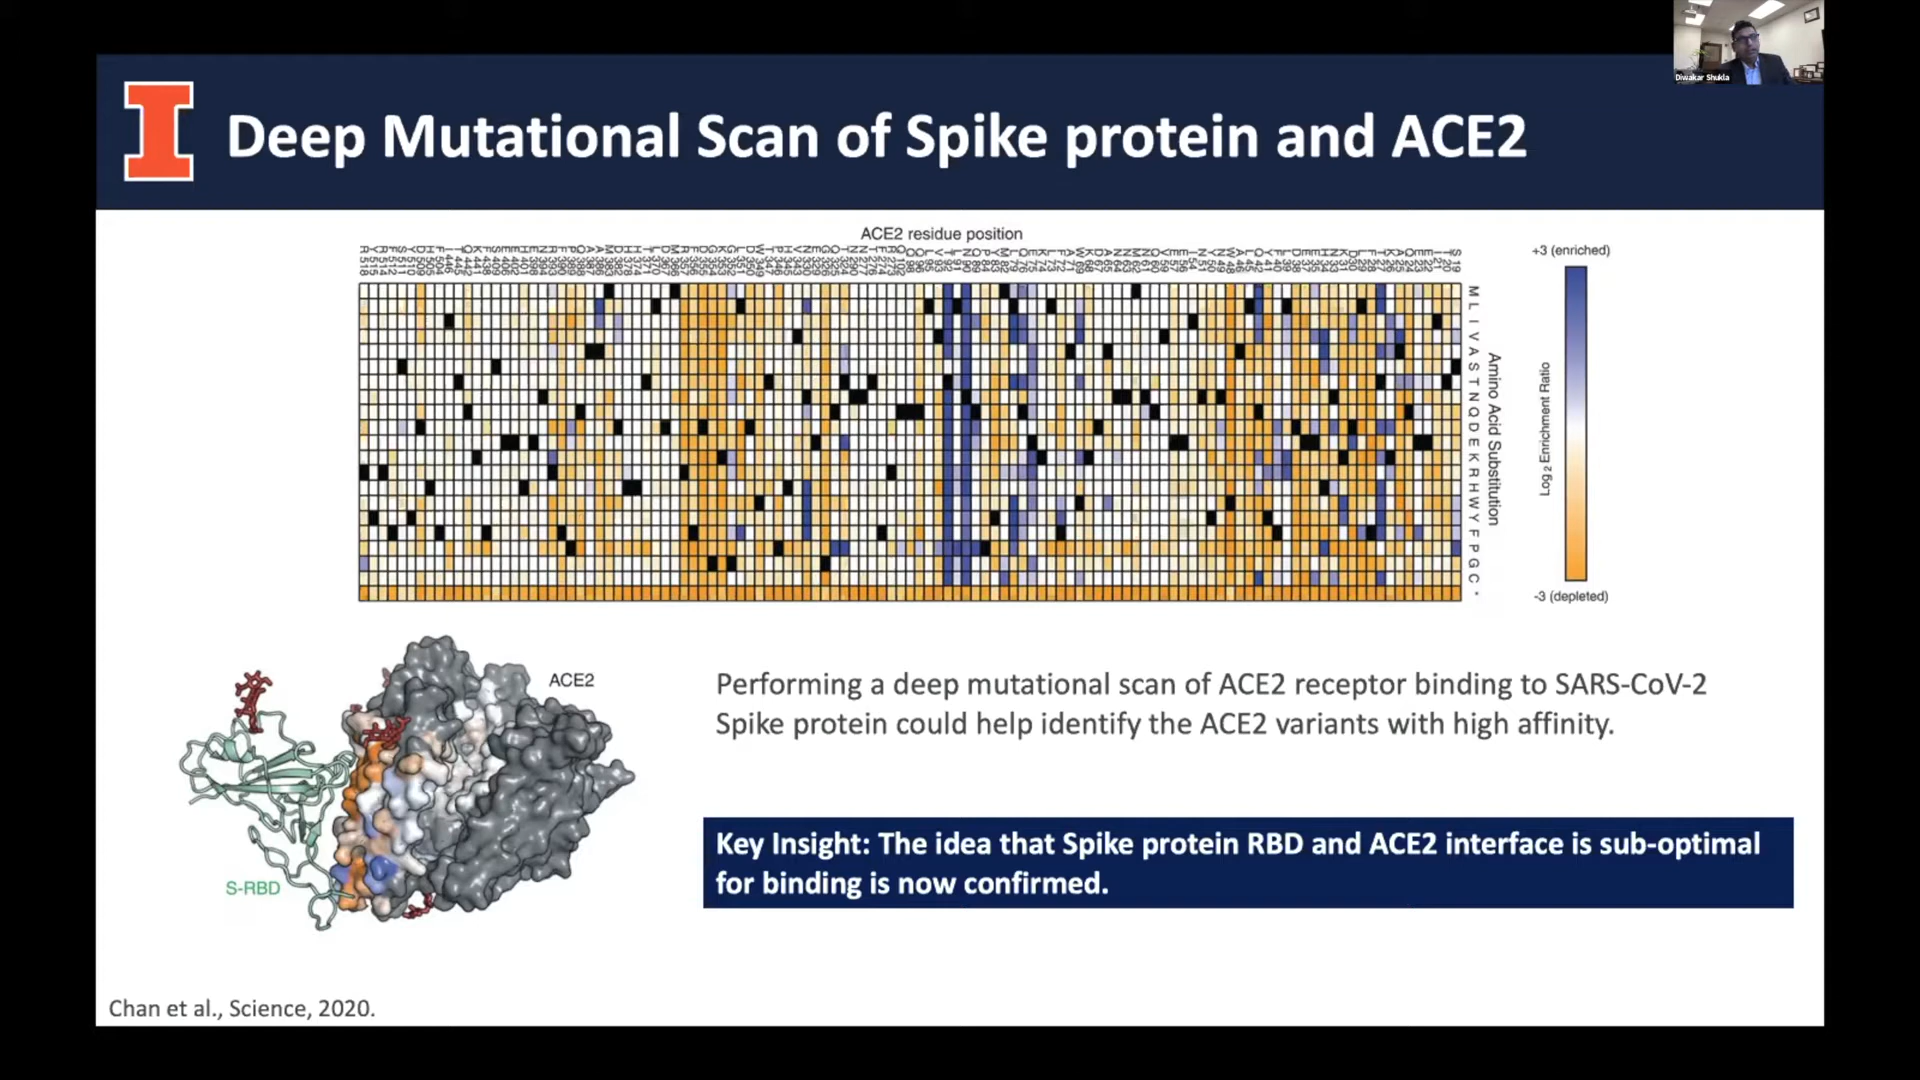 Diwakar Shukla
Deep Mutational Scan of Spike protein and ACE2
ACE2 residue position
+3 (enriched)
M L I V A S T N Q D E K R H W Y F P G C *
Amino Acid Substitution
Log2 Enrichment Ratio
-3 (depleted)
ACE2
S-RBD
Performing a deep mutational scan of ACE2 receptor binding to SARS-CoV-2
Spike protein could help identify the ACE2 variants with high affinity.
Key Insight: The idea that Spike protein RBD and ACE2 interface is sub-optimal
for binding is now confirmed.
Chan et al., Science, 2020.